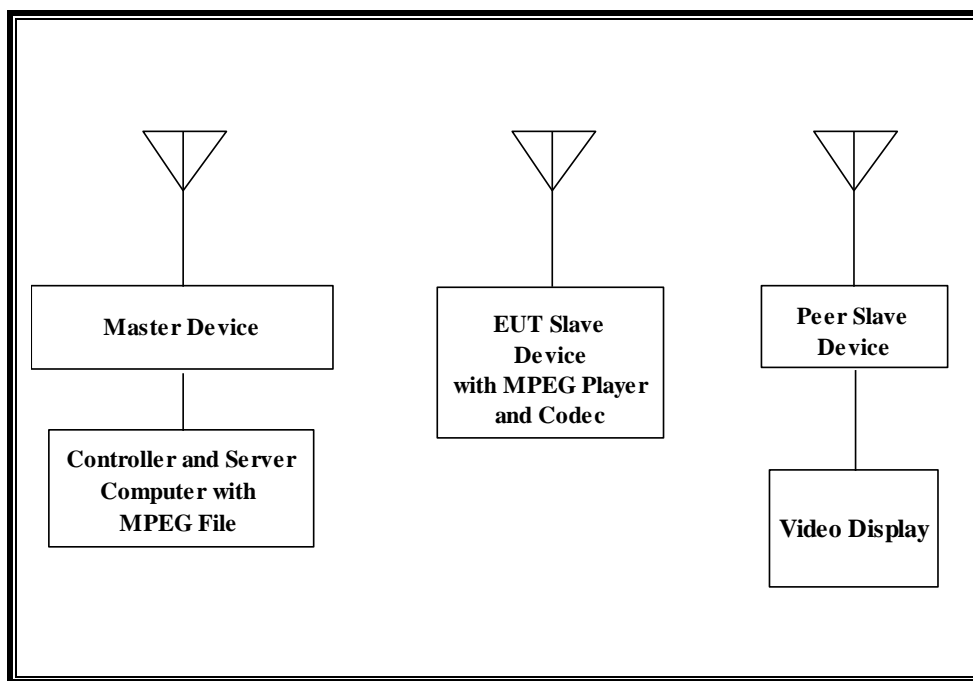 Master Device
Controller and Server
Computer with
MPEG File
EUT Slave
Device
with MPEG Player
and Codec
Peer Slave
Device
Video Display